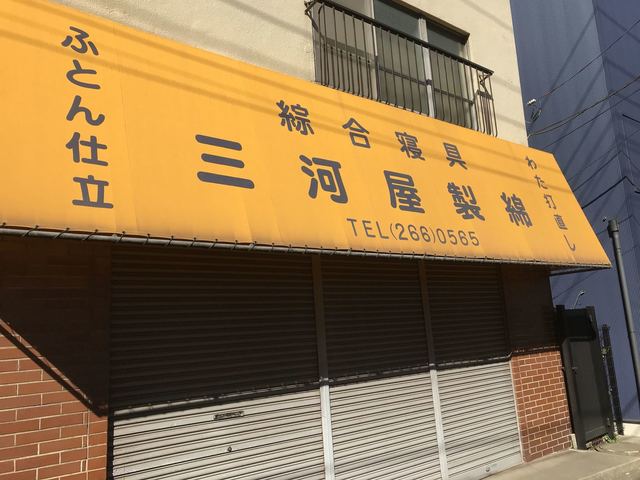 ふとん仕立
綜合寝具
三河屋製綿
TEL(266)0565
わた打直し